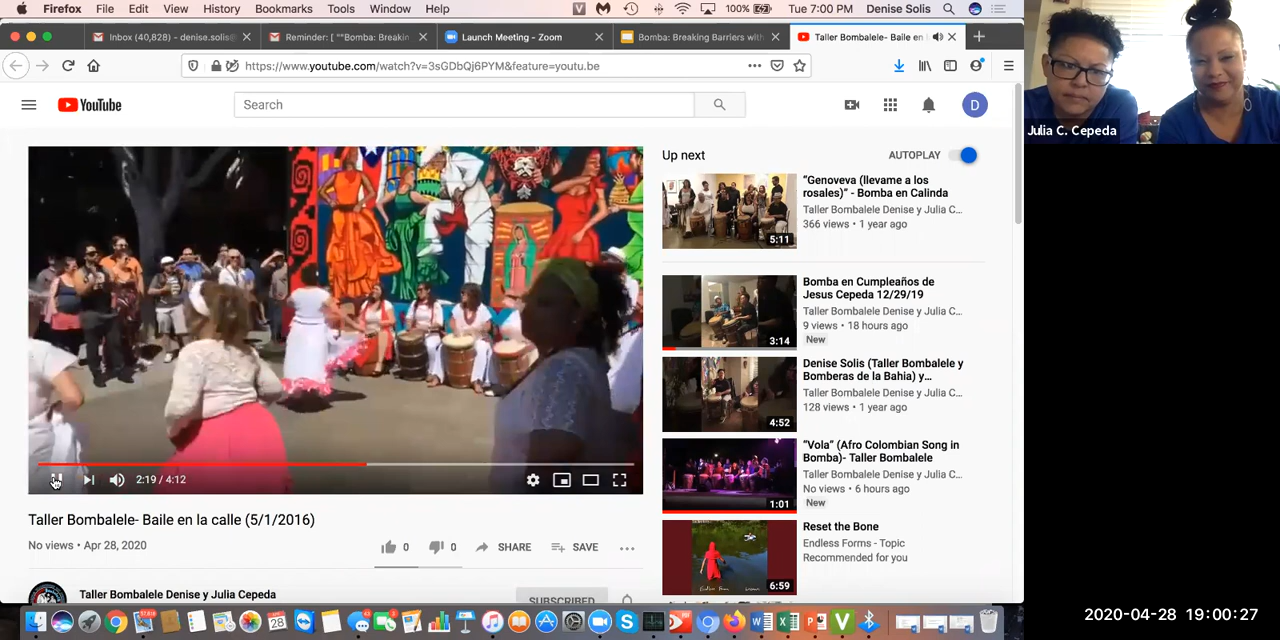 Firefox File Edit View History Bookmarks Tools Window Help 100% Tue 7:00 PM Denise Solis
Inbox (40,828) - denise.solis@
Reminder: [ ""Bomba: Breakin
Launch Meeting - Zoom
Bomba: Breaking Barriers with
Taller Bombalele- Baile en l
https://www.youtube.com/watch?v=3sGDbQj6PYM&feature=youtu.be
YouTube
Search
D
Julia C. Cepeda
Up next
AUTOPLAY
"Genoveva (llevame a los
rosales)" - Bomba en Calinda
Taller Bombalele Denise y Julia C...
366 views • 1 year ago
5:11
Bomba en Cumpleaños de
Jesus Cepeda 12/29/19
Taller Bombalele Denise y Julia C...
9 views • 18 hours ago
New
3:14
Denise Solis (Taller Bombalele y
Bomberas de la Bahia) y...
Taller Bombalele Denise y Julia C...
128 views • 1 year ago
4:52
"Vola" (Afro Colombian Song in
Bomba)- Taller Bombalele
Taller Bombalele Denise y Julia C...
No views • 6 hours ago
New
1:01
Reset the Bone
Endless Forms - Topic
Recommended for you
6:59
2:19 / 4:12
Taller Bombalele- Baile en la calle (5/1/2016)
No views • Apr 28, 2020
0 0 SHARE SAVE
Taller Bombalele Denise y Julia Cepeda
SUBSCRIBED
2020-04-28 19:00:27